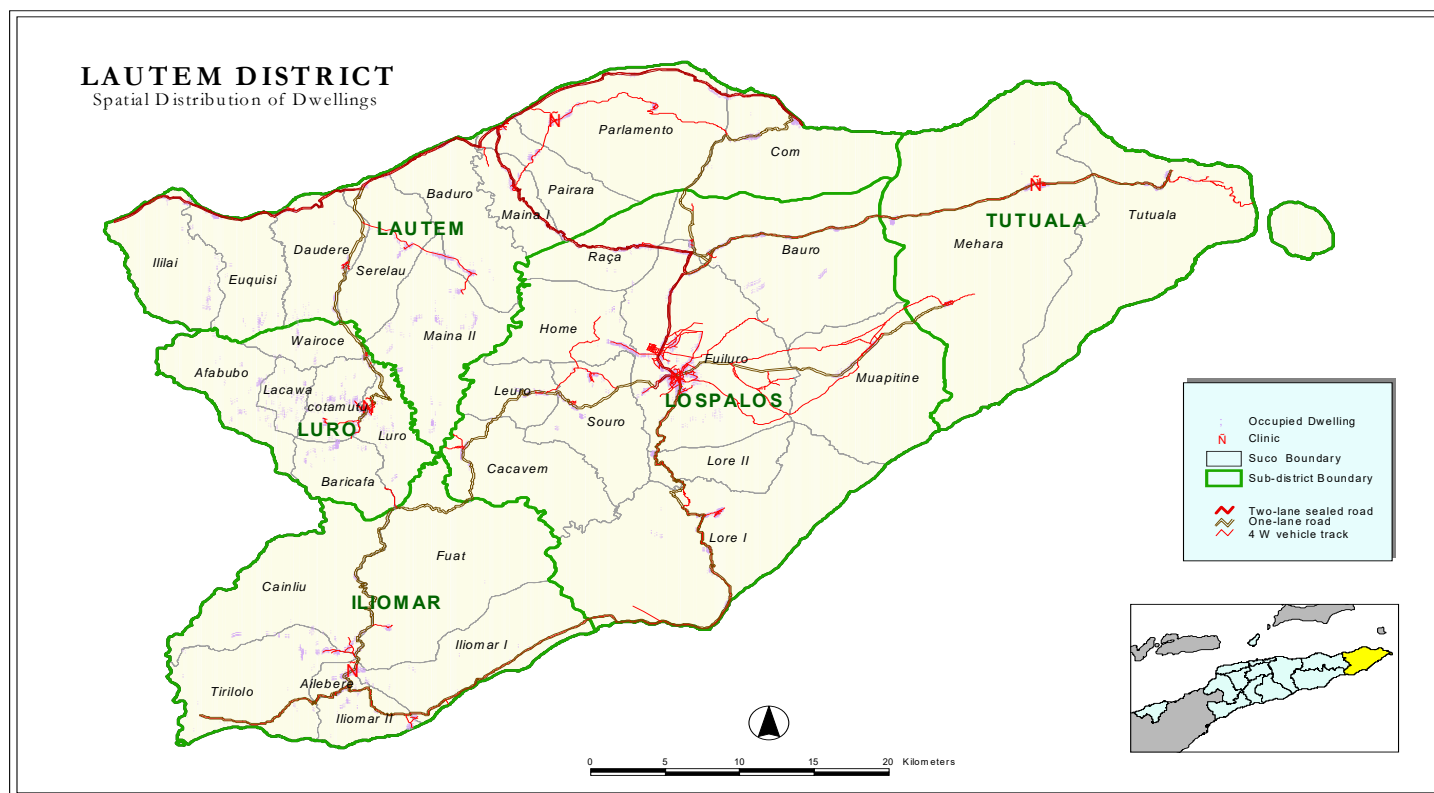 LAUTEM DISTRICT
Spatial Distribution of Dwellings
Parlamento
Com
Baduro
Pairara
Maina I
LAUTEM
TUTUALA
Tutuala
Daudere
Mehara
Bauro
Raça
Ililai
Serelau
Euquisi
Home
Maina II
Wairoce
Fuiluro
Afabubo
Muapitine
Lacawa
Leuro
LOSPALOS
cotamutu
Souro
LURO
Luro
Lore II
Cacavem
Baricafa
Lore I
Fuat
Cainliu
ILIOMAR
Iliomar I
Ailebere
Tirilolo
Iliomar II
Occupied Dwelling
Ñ Clinic
Suco Boundary
Sub-district Boundary
Two-lane sealed road
One-lane road
4 W vehicle track
Ñ
Ñ
Ñ
Ñ
0 5 10 15 20 Kilometers